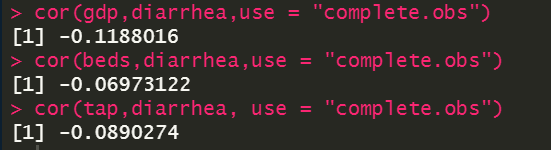 > cor(gdp,diarrhea,use = "complete.obs")
[1] -0.1188016
> cor(beds,diarrhea,use = "complete.obs")
[1] -0.06973122
> cor(tap,diarrhea, use = "complete.obs")
[1] -0.0890274